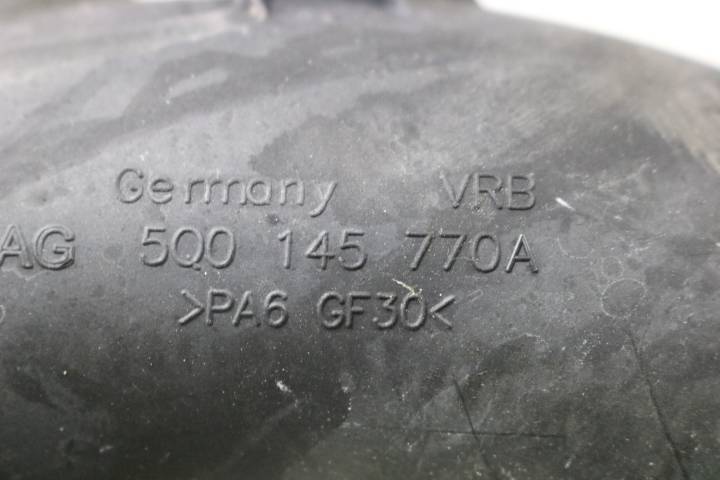 Germany VRB
AG 5Q0 145 770A
>PA6 GF30<